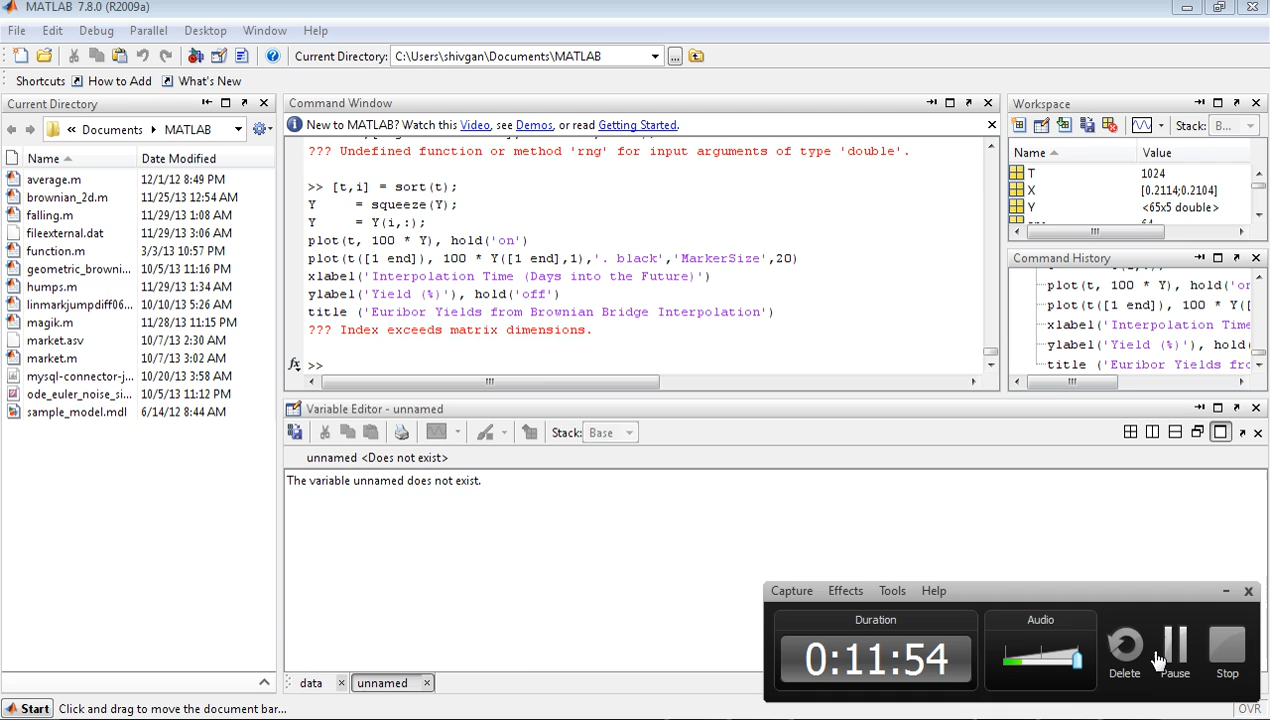 MATLAB 7.8.0 (R2009a)
File Edit Debug Parallel Desktop Window Help
Current Directory: C:\Users\shivgan\Documents\MATLAB ...
Shortcuts How to Add What's New
Current Directory
« Documents MATLAB
Name Date Modified
average.m 12/1/12 8:49 PM
brownian_2d.m 11/25/13 12:54 AM
falling.m 11/29/13 1:08 AM
fileexternal.dat 11/29/13 3:06 AM
function.m 3/3/13 10:57 PM
geometric_browni... 10/5/13 11:16 PM
humps.m 11/29/13 1:34 AM
linmarkjumpdiff06... 10/10/13 5:26 AM
magik.m 11/28/13 11:15 PM
market.asv 10/7/13 2:30 AM
market.m 10/7/13 3:02 AM
mysql-connector-j... 10/20/13 3:58 AM
ode_euler_noise_si... 10/5/13 11:12 PM
sample_model.mdl 6/14/12 8:44 AM
Command Window
New to MATLAB? Watch this Video, see Demos, or read Getting Started.
??? Undefined function or method 'rng' for input arguments of type 'double'.
>> [t,i] = sort(t);
Y = squeeze(Y);
Y = Y(i,:);
plot(t, 100 * Y), hold('on')
plot(t([1 end]), 100 * Y([1 end],1),'. black','MarkerSize',20)
xlabel('Interpolation Time (Days into the Future)')
ylabel('Yield (%)'), hold('off')
title ('Euribor Yields from Brownian Bridge Interpolation')
??? Index exceeds matrix dimensions.
fx >>
Workspace
Stack: B...
Name Value
T 1024
X [0.2114;0.2104]
Y <65x5 double>
Command History
plot(t, 100 * Y), hold('on
plot(t([1 end]), 100 * Y([
xlabel('Interpolation Time
ylabel('Yield (%)'), hold(
title ('Euribor Yields fro
Variable Editor - unnamed
Stack: Base
unnamed <Does not exist>
The variable unnamed does not exist.
Capture Effects Tools Help
Duration Audio
0:11:54
Delete Pause Stop
data unnamed
Start Click and drag to move the document bar... OVR